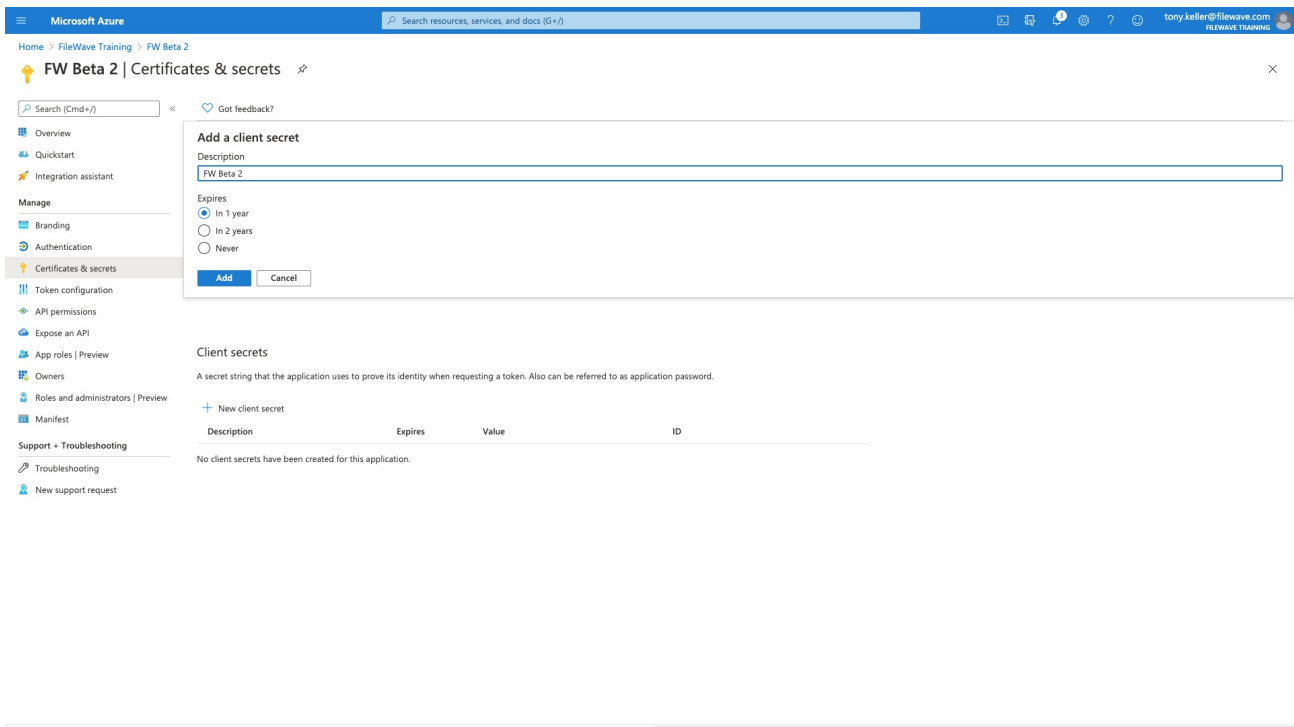 Microsoft Azure
Search resources, services, and docs (G+/)
3
tony.keller@filewave.com
FILEWAVE TRAINING
Home > FileWave Training > FW Beta 2
FW Beta 2 | Certificates & secrets
Search (Cmd+/)
«
Got feedback?
Overview
Quickstart
Integration assistant
Manage
Branding
Authentication
Certificates & secrets
Token configuration
API permissions
Expose an API
App roles | Preview
Owners
Roles and administrators | Preview
Manifest
Support + Troubleshooting
Troubleshooting
New support request
Add a client secret
Description
FW Beta 2
Expires
In 1 year
In 2 years
Never
Add Cancel
Client secrets
A secret string that the application uses to prove its identity when requesting a token. Also can be referred to as application password.
+ New client secret
Description Expires Value ID
No client secrets have been created for this application.